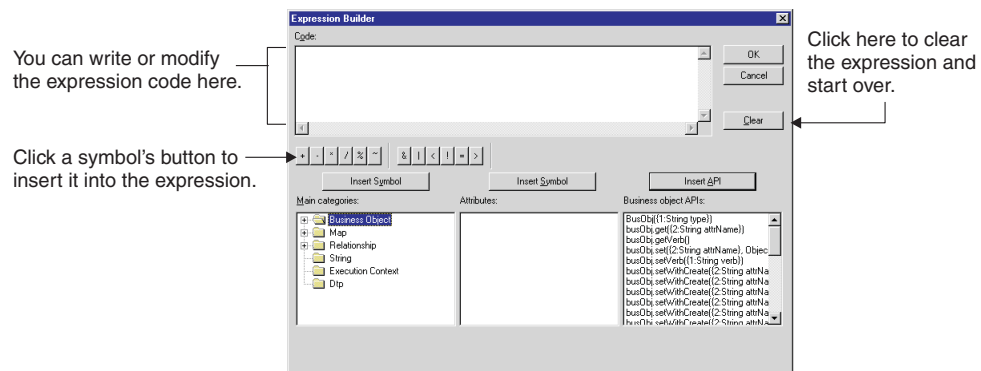 Expression Builder
Code:
You can write or modify
the expression code here.
OK
Cancel
Clear
Click here to clear
the expression and
start over.
Click a symbol's button to
insert it into the expression.
+ - * / % ~ & | < ! = >
Insert Symbol
Insert Symbol
Insert API
Main categories:
Attributes:
Business object APIs:
Business Object
Map
Relationship
String
Execution Context
Dtp
BusObj({1:String type})
busObj.get({2:String attrName})
busObj.getVerb()
busObj.set({2:String attrName}, Objec
busObj.setVerb({1:String verb})
busObj.setWithCreate({2:String attrNa
busObj.setWithCreate({2:String attrNa
busObj.setWithCreate({2:String attrNa
busObj.setWithCreate({2:String attrNa
busObj.setWithCreate({2:String attrNa